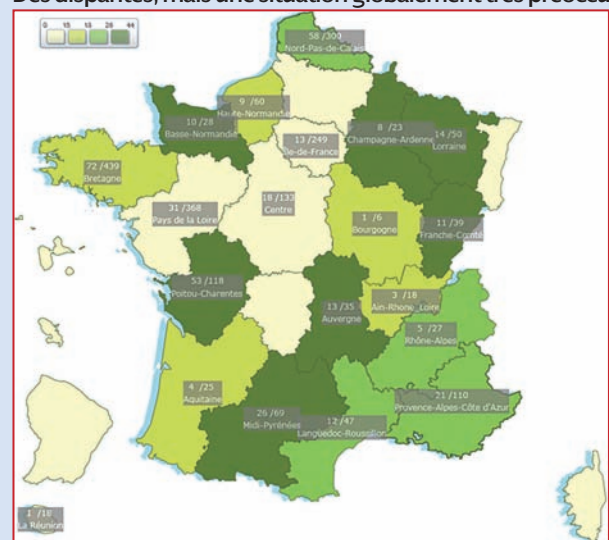 Des disparités, mais une situation globalement très préoccu
0 15 18 28 44
58 /300
Nord-Pas-de-Calais
9 /60
Haute-Normandie
10 /28
Basse-Normandie
13 /249
Ile-de-France
8 /23
Champagne-Ardenne
14 /50
Lorraine
72 /439
Bretagne
31 /368
Pays de la Loire
18 /133
Centre
1 /6
Bourgogne
11 /39
Franche-Comté
53 /118
Poitou-Charentes
13 /35
Auvergne
3 /18
Ain-Rhone_Loire
5 /27
Rhône-Alpes
4 /25
Aquitaine
26 /69
Midi-Pyrénées
12 /47
Languedoc-Roussillon
21 /110
Provence-Alpes-Côte d'Azur
1 /18
La Réunion